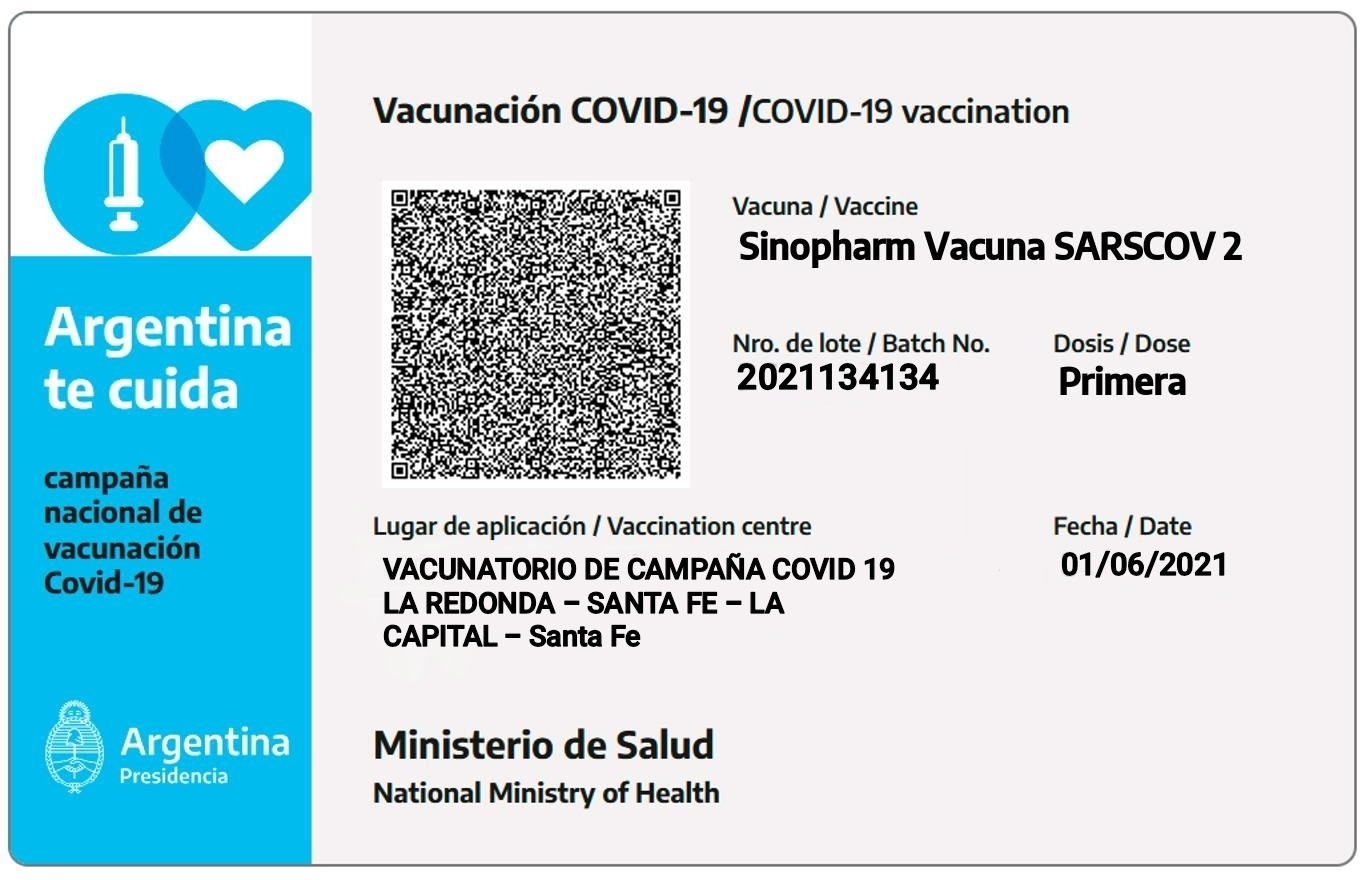 Vacunación COVID-19 /COVID-19 vaccination
Vacuna / Vaccine
Sinopharm Vacuna SARSCOV 2
Nro. de lote / Batch No.
2021134134
Dosis / Dose
Primera
Argentina
te cuida
campaña
nacional de
vacunación
Covid-19
Lugar de aplicación / Vaccination centre
VACUNATORIO DE CAMPAÑA COVID 19
LA REDONDA – SANTA FE – LA
CAPITAL – Santa Fe
Fecha / Date
01/06/2021
Argentina
Presidencia
Ministerio de Salud
National Ministry of Health